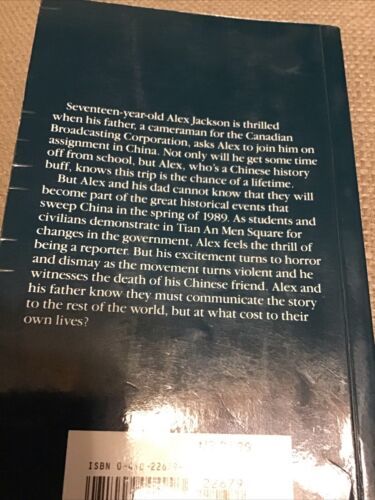 Seventeen-year-old Alex Jackson is thrilled
when his father, a cameraman for the Canadian
Broadcasting Corporation, asks Alex to join him on
assignment in China. Not only will he get some time
off from school, but Alex, who's a Chinese history
buff, knows this trip is the chance of a lifetime.
But Alex and his dad cannot know that they will
become part of the great historical events that
sweep China in the spring of 1989. As students and
civilians demonstrate in Tian An Men Square for
changes in the government, Alex feels the thrill of
being a reporter. But his excitement turns to horror
and dismay as the movement turns violent and he
witnesses the death of his Chinese friend. Alex and
his father know they must communicate the story
to the rest of the world, but at what cost to their
own lives?
ISBN
22679